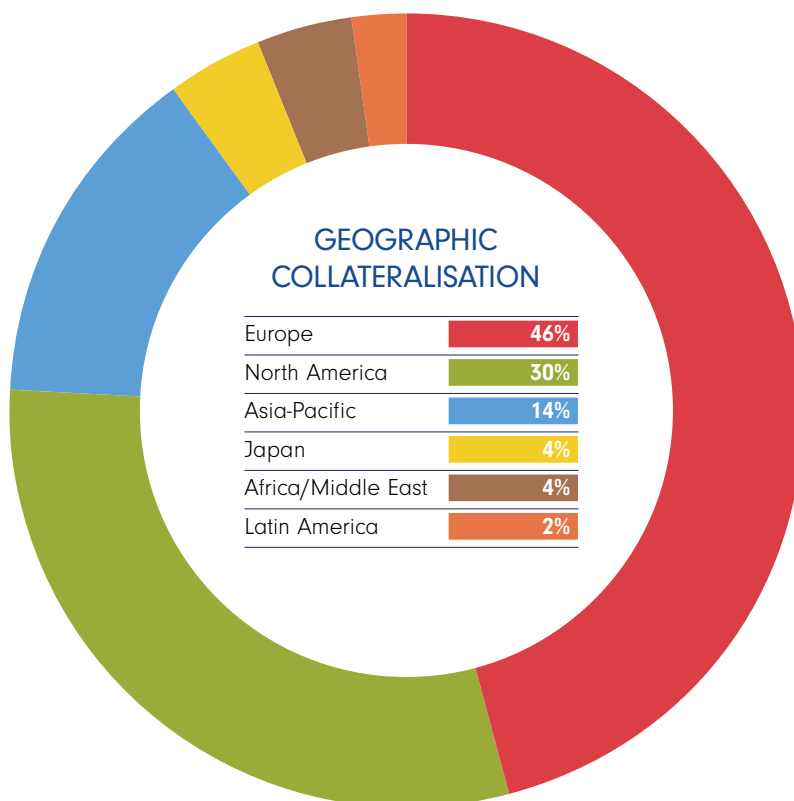 GEOGRAPHIC
COLLATERALISATION
Europe 46%
North America 30%
Asia-Pacific 14%
Japan 4%
Africa/Middle East 4%
Latin America 2%